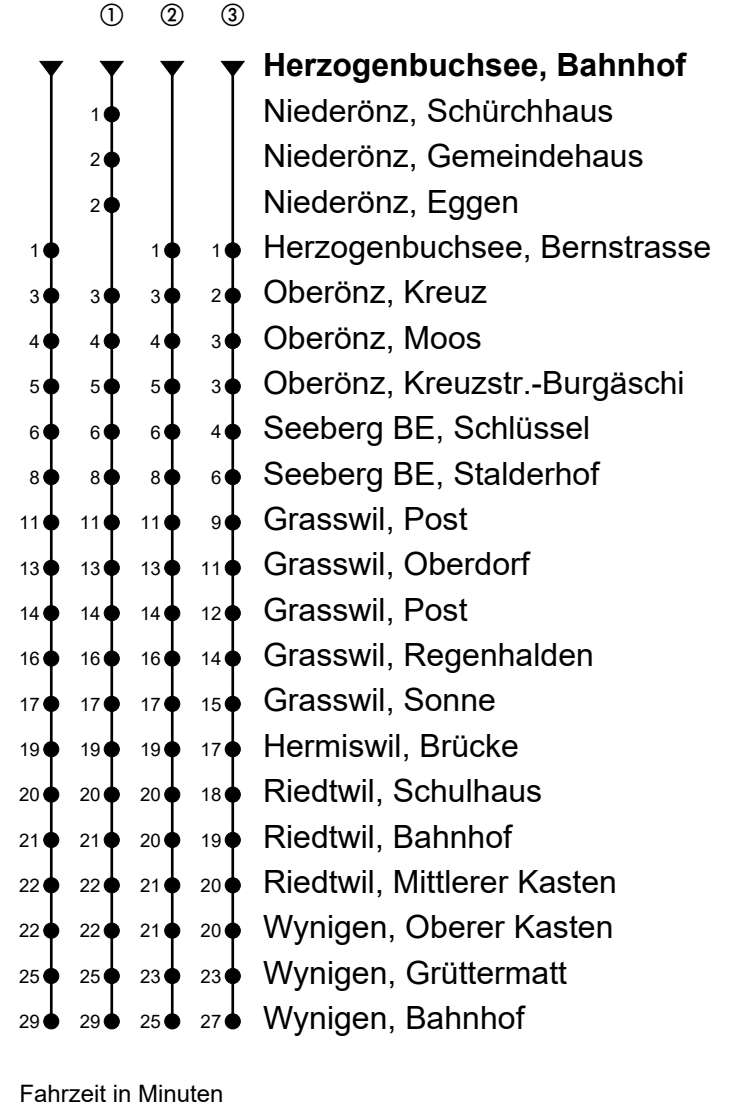 ① ② ③
Herzogenbuchsee, Bahnhof
1 Niederönz, Schürchhaus
2 Niederönz, Gemeindehaus
2 Niederönz, Eggen
1 1 1 Herzogenbuchsee, Bernstrasse
3 3 3 2 Oberönz, Kreuz
4 4 4 3 Oberönz, Moos
5 5 5 3 Oberönz, Kreuzstr.-Burgäschi
6 6 6 4 Seeberg BE, Schlüssel
8 8 8 6 Seeberg BE, Stalderhof
11 11 11 9 Grasswil, Post
13 13 13 11 Grasswil, Oberdorf
14 14 14 12 Grasswil, Post
16 16 16 14 Grasswil, Regenhalden
17 17 17 15 Grasswil, Sonne
19 19 19 17 Hermiswil, Brücke
20 20 20 18 Riedtwil, Schulhaus
21 21 20 19 Riedtwil, Bahnhof
22 22 21 20 Riedtwil, Mittlerer Kasten
22 22 21 20 Wynigen, Oberer Kasten
25 25 23 23 Wynigen, Grüttermatt
29 29 25 27 Wynigen, Bahnhof
Fahrzeit in Minuten